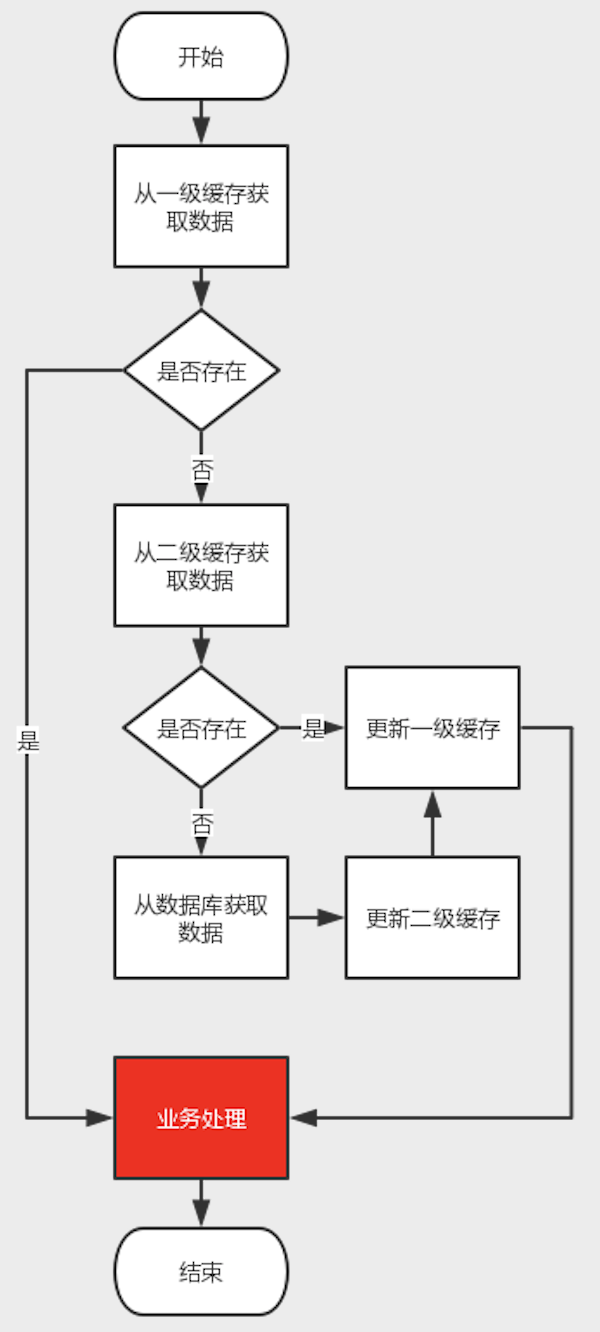 开始
从一级缓存获
取数据
是否存在
否
从二级缓存获
取数据
是否存在
是
更新一级缓存
是
否
从数据库获取
数据
更新二级缓存
业务处理
结束